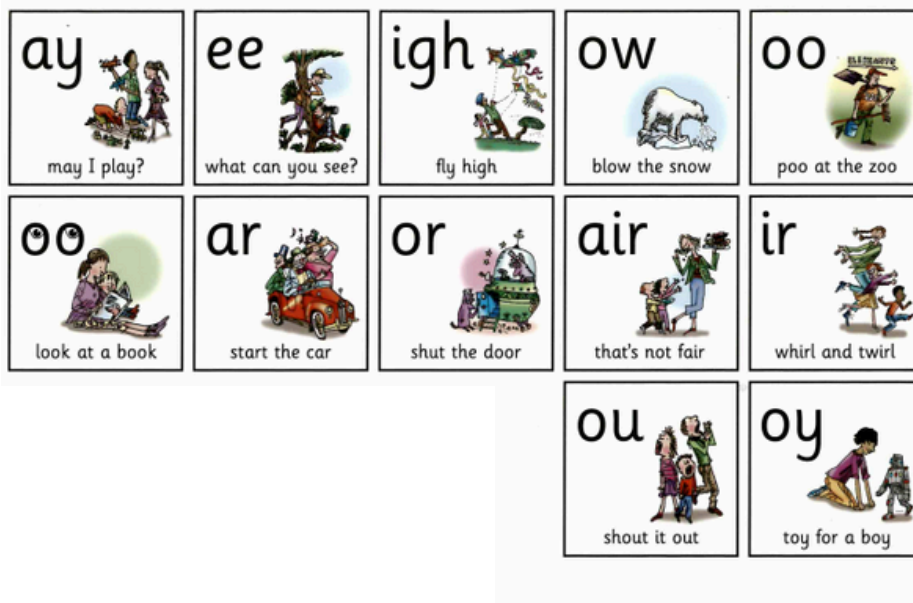 ay
may I play?
ee
what can you see?
igh
fly high
ow
blow the snow
oo
poo at the zoo
oo
look at a book
ar
start the car
or
shut the door
air
that's not fair
ir
whirl and twirl
ou
shout it out
oy
toy for a boy